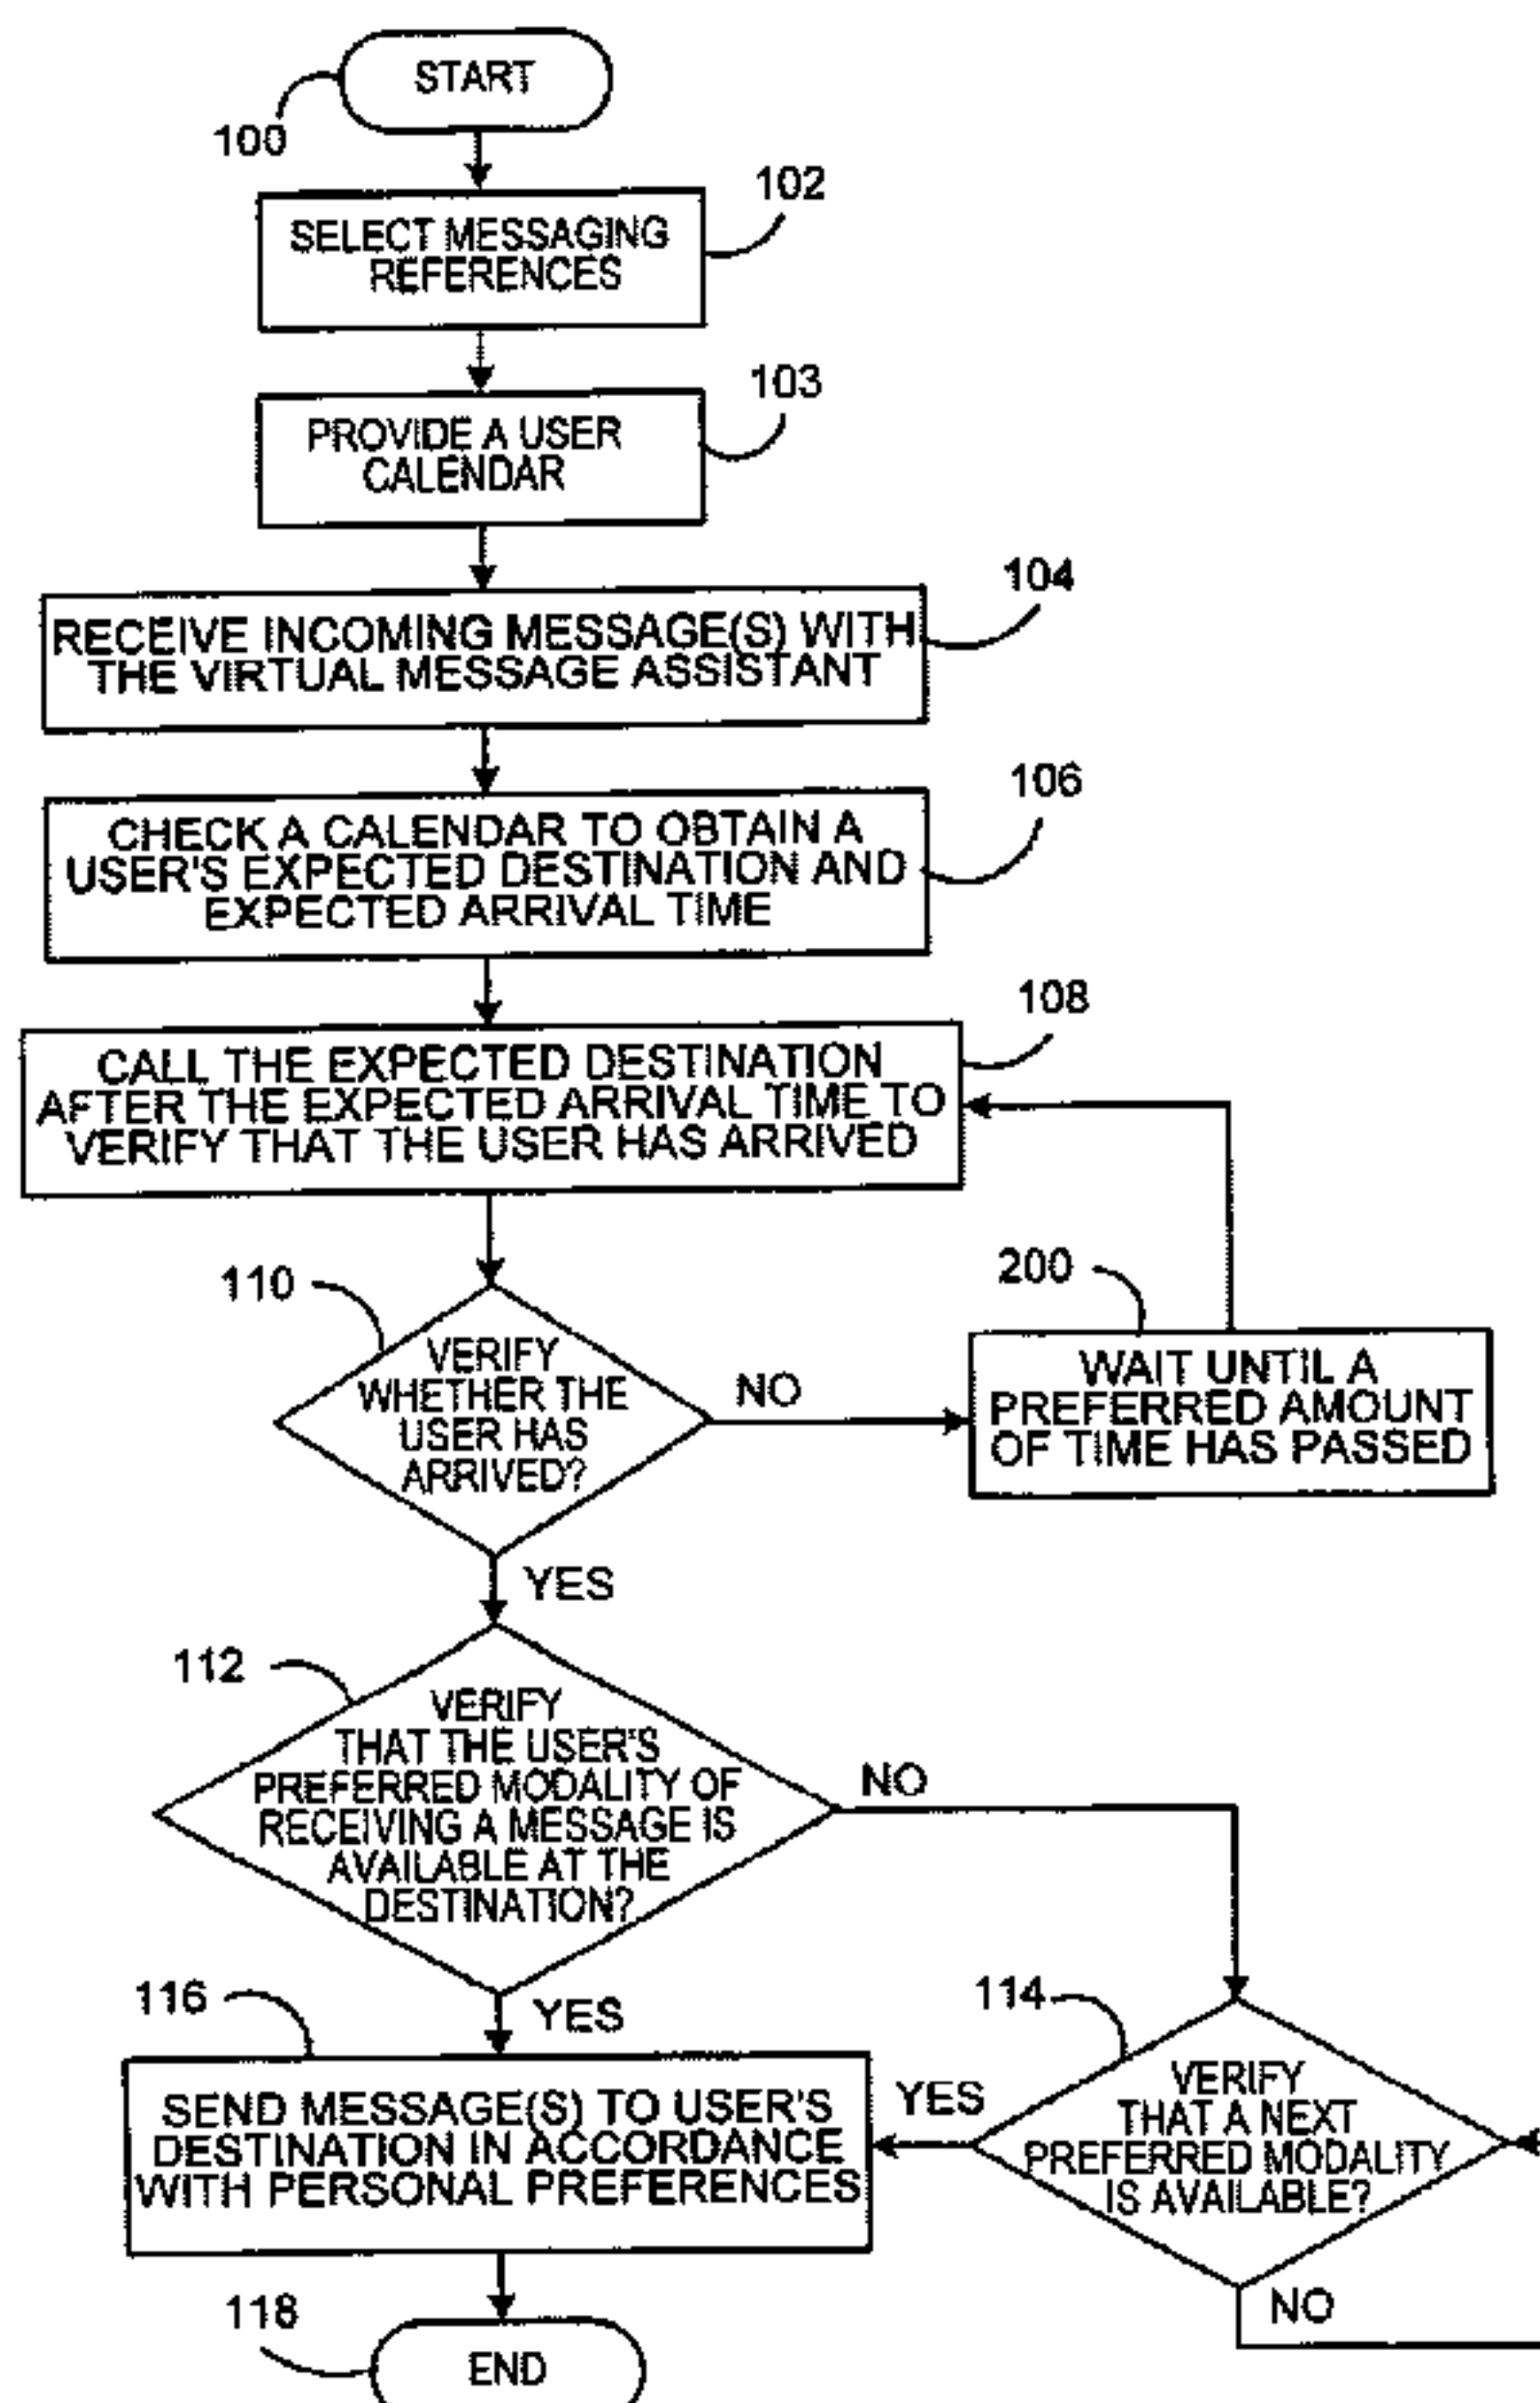 START
100
102
SELECT MESSAGING
REFERENCES
103
PROVIDE A USER
CALENDAR
104
RECEIVE INCOMING MESSAGE(S) WITH
THE VIRTUAL MESSAGE ASSISTANT
106
CHECK A CALENDAR TO OBTAIN A
USER'S EXPECTED DESTINATION AND
EXPECTED ARRIVAL TIME
108
CALL THE EXPECTED DESTINATION
AFTER THE EXPECTED ARRIVAL TIME TO
VERIFY THAT THE USER HAS ARRIVED
110
VERIFY
WHETHER THE
USER HAS
ARRIVED?
NO
200
WAIT UNTIL A
PREFERRED AMOUNT
OF TIME HAS PASSED
YES
112
VERIFY
THAT THE USER'S
PREFERRED MODALITY OF
RECEIVING A MESSAGE IS
AVAILABLE AT THE
DESTINATION?
NO
YES
116
SEND MESSAGE(S) TO USER'S
DESTINATION IN ACCORDANCE
WITH PERSONAL PREFERENCES
YES
114
VERIFY
THAT A NEXT
PREFERRED MODALITY
IS AVAILABLE?
NO
118
END